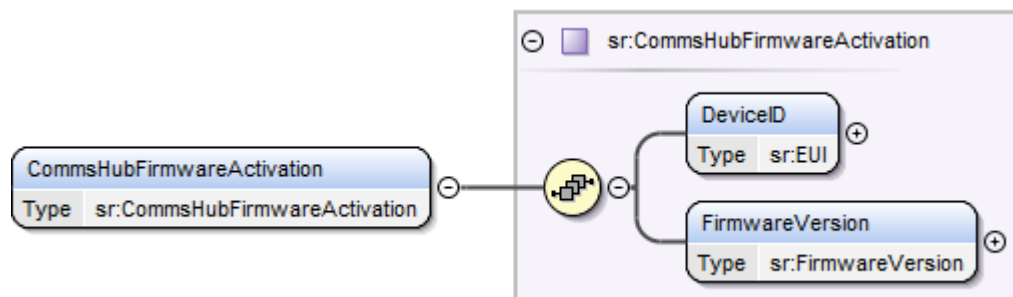 sr:CommsHubFirmwareActivation
DeviceID
Type sr:EUI
CommsHubFirmwareActivation
Type sr:CommsHubFirmwareActivation
FirmwareVersion
Type sr:FirmwareVersion